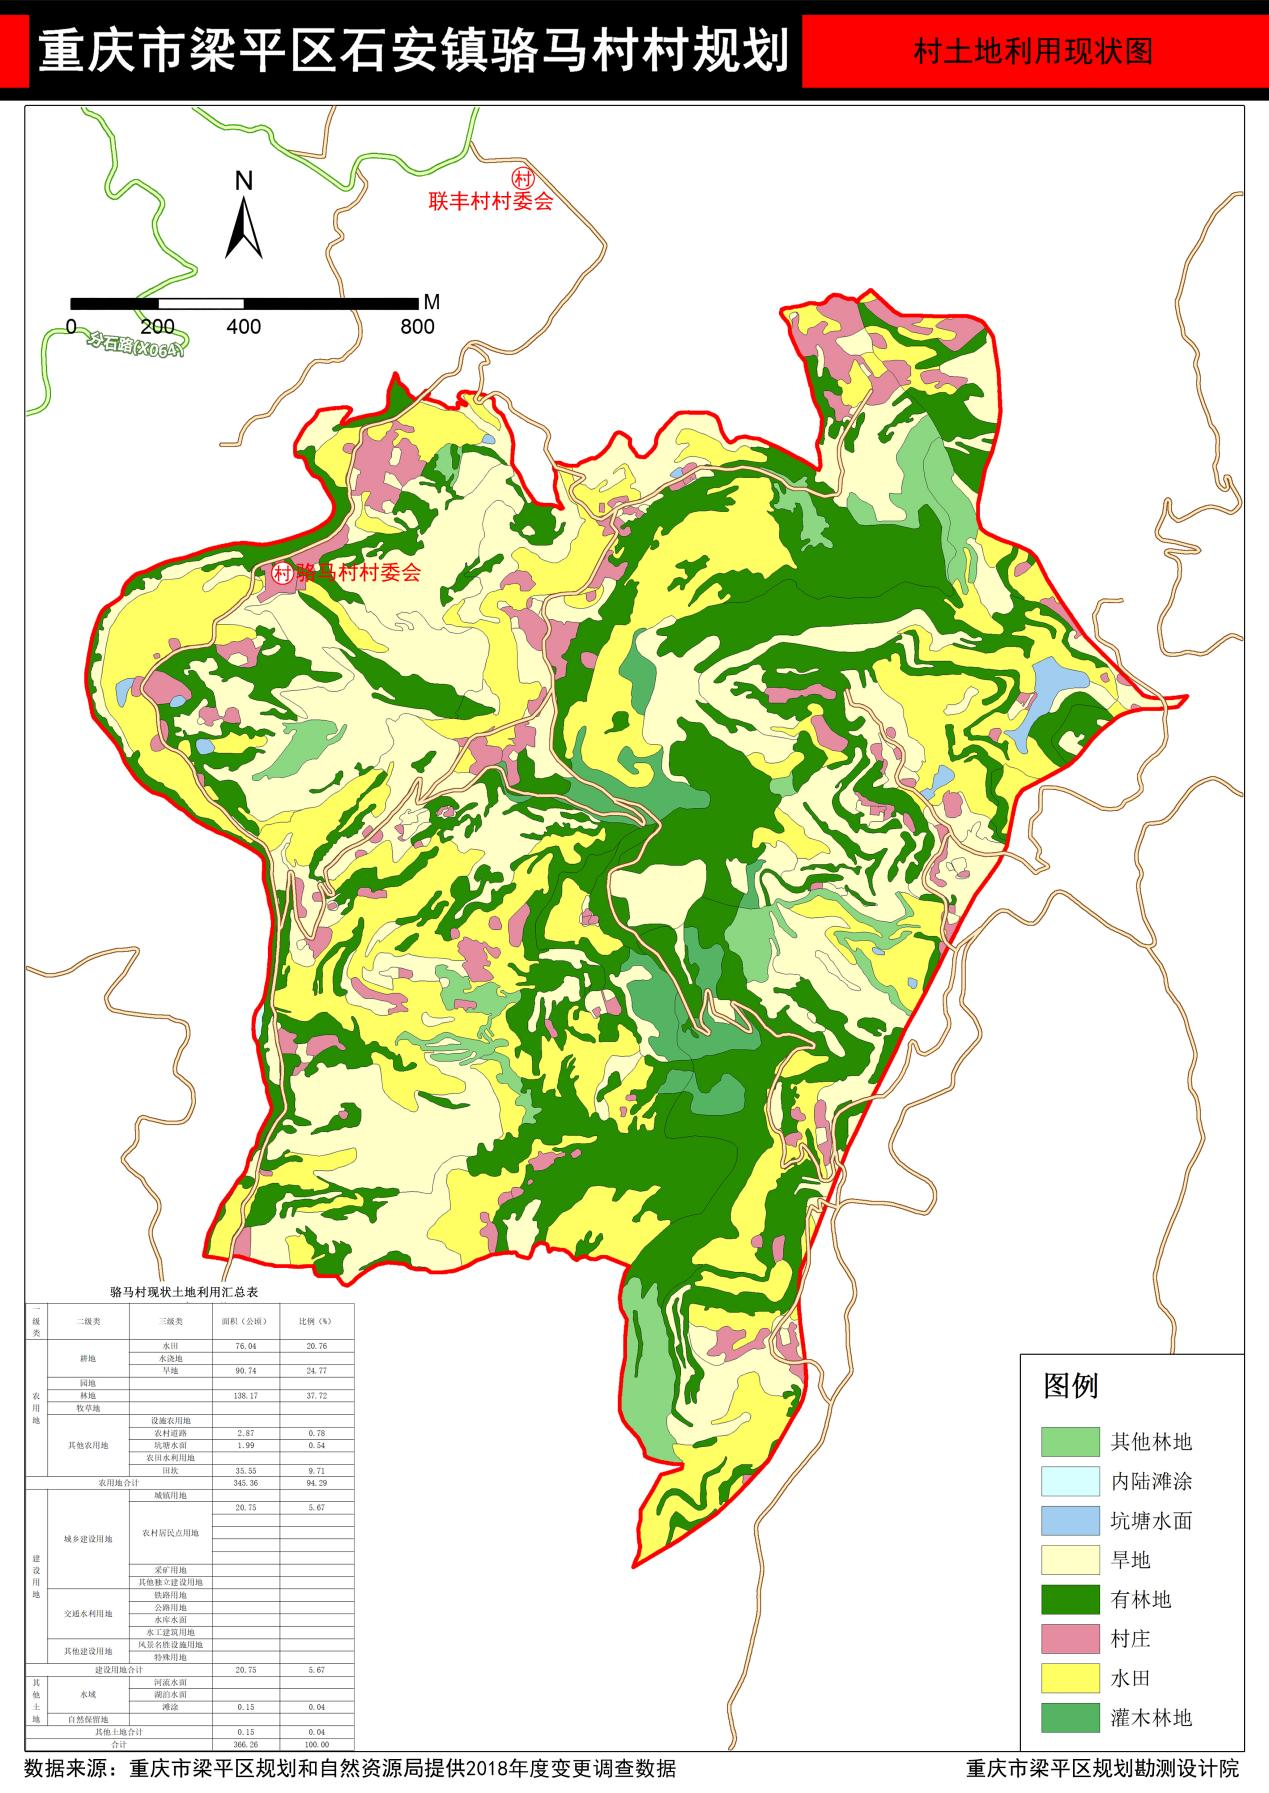 重庆市梁平区石安镇骆马村村规划
村土地利用现状图
N
村
联丰村村委会
M
0 200 400 800
分石路(X064)
村 骆马村村委会
骆马村现状土地利用汇总表
一级类 二级类 三级类 面积（公顷） 比例（%）
农用地 耕地 水田 76.04 20.76
水浇地
旱地 90.74 24.77
园地
林地 138.17 37.72
牧草地
其他农用地 设施农用地
农村道路 2.87 0.78
坑塘水面 1.99 0.54
农田水利用地
田坎 35.55 9.71
农用地合计 345.36 94.29
建设用地 城乡建设用地 城镇用地
农村居民点用地 20.75 5.67
采矿用地
其他独立建设用地
交通水利用地 铁路用地
公路用地
水库水面
水工建筑用地
其他建设用地 风景名胜设施用地
特殊用地
建设用地合计 20.75 5.67
其他土地 水域 河流水面
湖泊水面
滩涂 0.15 0.04
自然保留地
其他土地合计 0.15 0.04
合计 366.26 100.00
图例
其他林地
内陆滩涂
坑塘水面
旱地
有林地
村庄
水田
灌木林地
数据来源：重庆市梁平区规划和自然资源局提供2018年度变更调查数据
重庆市梁平区规划勘测设计院